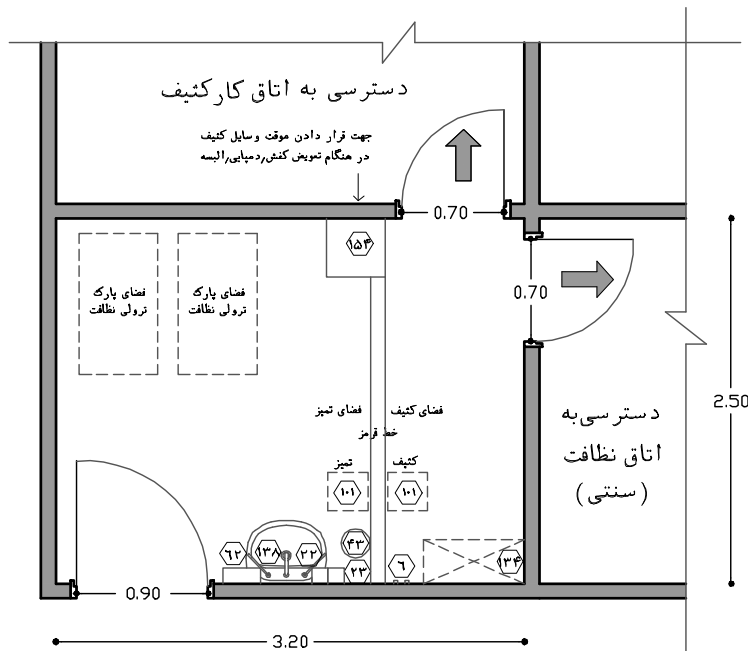 دسترسی به اتاق کارکثیف
جهت قرار دادن موقت وسایل کثیف
در هنگام تعویض کفش,دمپایی,البسه
0.70
۱۵۴
فضای پارک
ترولی نظافت
فضای پارک
ترولی نظافت
0.70
2.50
فضای تمیز
فضای کثیف
خط قرمز
دسترسی‌به
اتاق نظافت
(سنتی)
تمیز
کثیف
۱۰۱
۱۰۱
۶۲
۱۳۸
۲۲
۴۳
۲۳
۶
۱۳۴
0.90
3.20